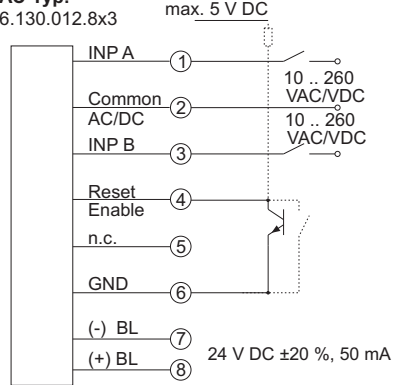 6.130.012.8x3
max. 5 V DC
INP A
1
10 .. 260
VAC/VDC
Common
AC/DC
2
10 .. 260
VAC/VDC
INP B
3
Reset
Enable
4
n.c.
5
GND
6
(-) BL
7
(+) BL
8
24 V DC ±20 %, 50 mA